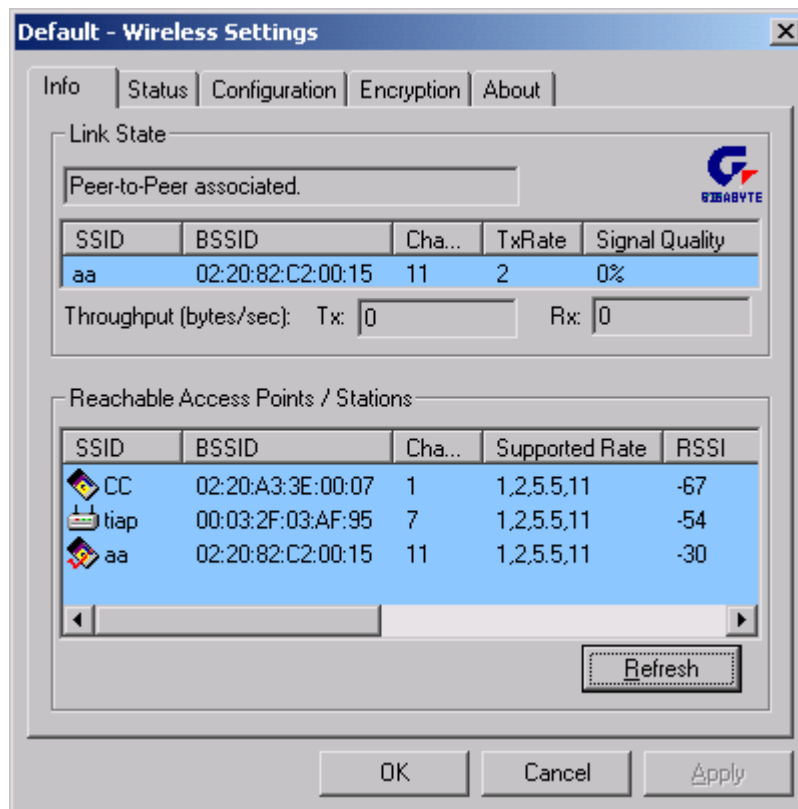 Default - Wireless Settings
Info Status Configuration Encryption About
Link State
Peer-to-Peer associated.
GIGABYTE
SSID BSSID Cha... TxRate Signal Quality
aa 02:20:82:C2:00:15 11 2 0%
Throughput (bytes/sec): Tx: 0 Rx: 0
Reachable Access Points / Stations
SSID BSSID Cha... Supported Rate RSSI
CC 02:20:A3:3E:00:07 1 1,2,5.5,11 -67
tiap 00:03:2F:03:AF:95 7 1,2,5.5,11 -54
aa 02:20:82:C2:00:15 11 1,2,5.5,11 -30
Refresh
OK Cancel Apply